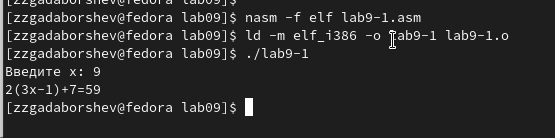 [zzgadaborshev@fedora lab09]$ nasm -f elf lab9-1.asm
[zzgadaborshev@fedora lab09]$ ld -m elf_i386 -o lab9-1 lab9-1.o
[zzgadaborshev@fedora lab09]$ ./lab9-1
Введите x: 9
2(3x-1)+7=59
[zzgadaborshev@fedora lab09]$